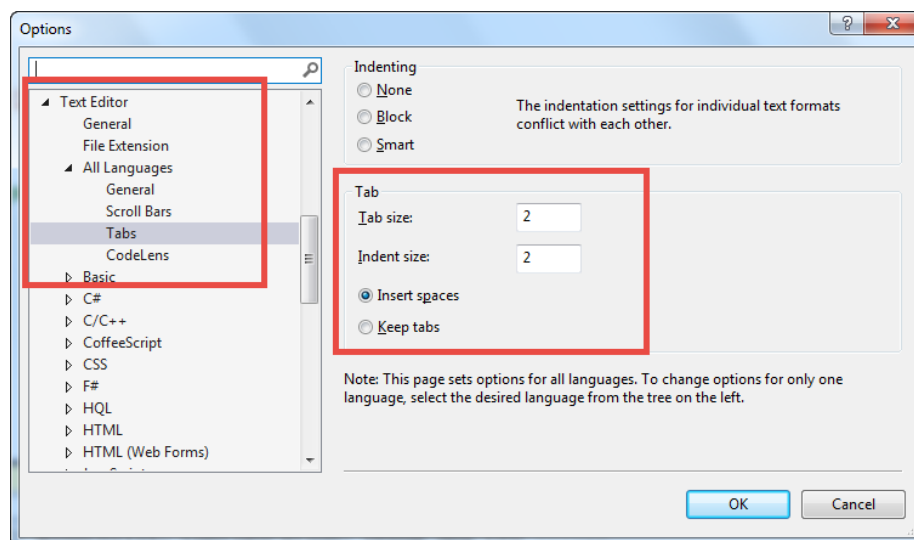 Options
Text Editor
General
File Extension
All Languages
General
Scroll Bars
Tabs
CodeLens
Basic
C#
C/C++
CoffeeScript
CSS
F#
HQL
HTML
HTML (Web Forms)
Indenting
None
Block
Smart
The indentation settings for individual text formats
conflict with each other.
Tab
Tab size: 2
Indent size: 2
Insert spaces
Keep tabs
Note: This page sets options for all languages. To change options for only one
language, select the desired language from the tree on the left.
OK Cancel